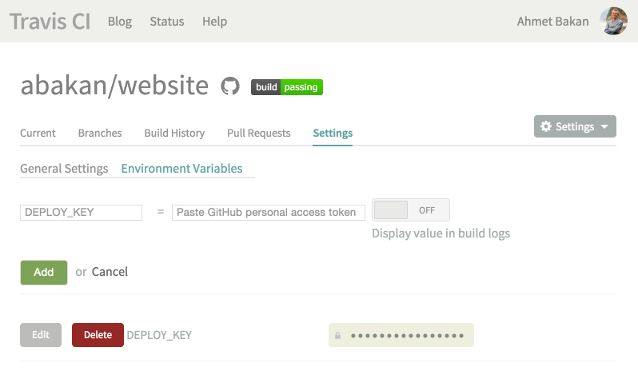 Travis CI Blog Status Help Ahmet Bakan
abakan/website build passing
Current Branches Build History Pull Requests Settings Settings
General Settings Environment Variables
DEPLOY_KEY = Paste GitHub personal access token OFF
Display value in build logs
Add or Cancel
Edit Delete DEPLOY_KEY ••••••••••••••••